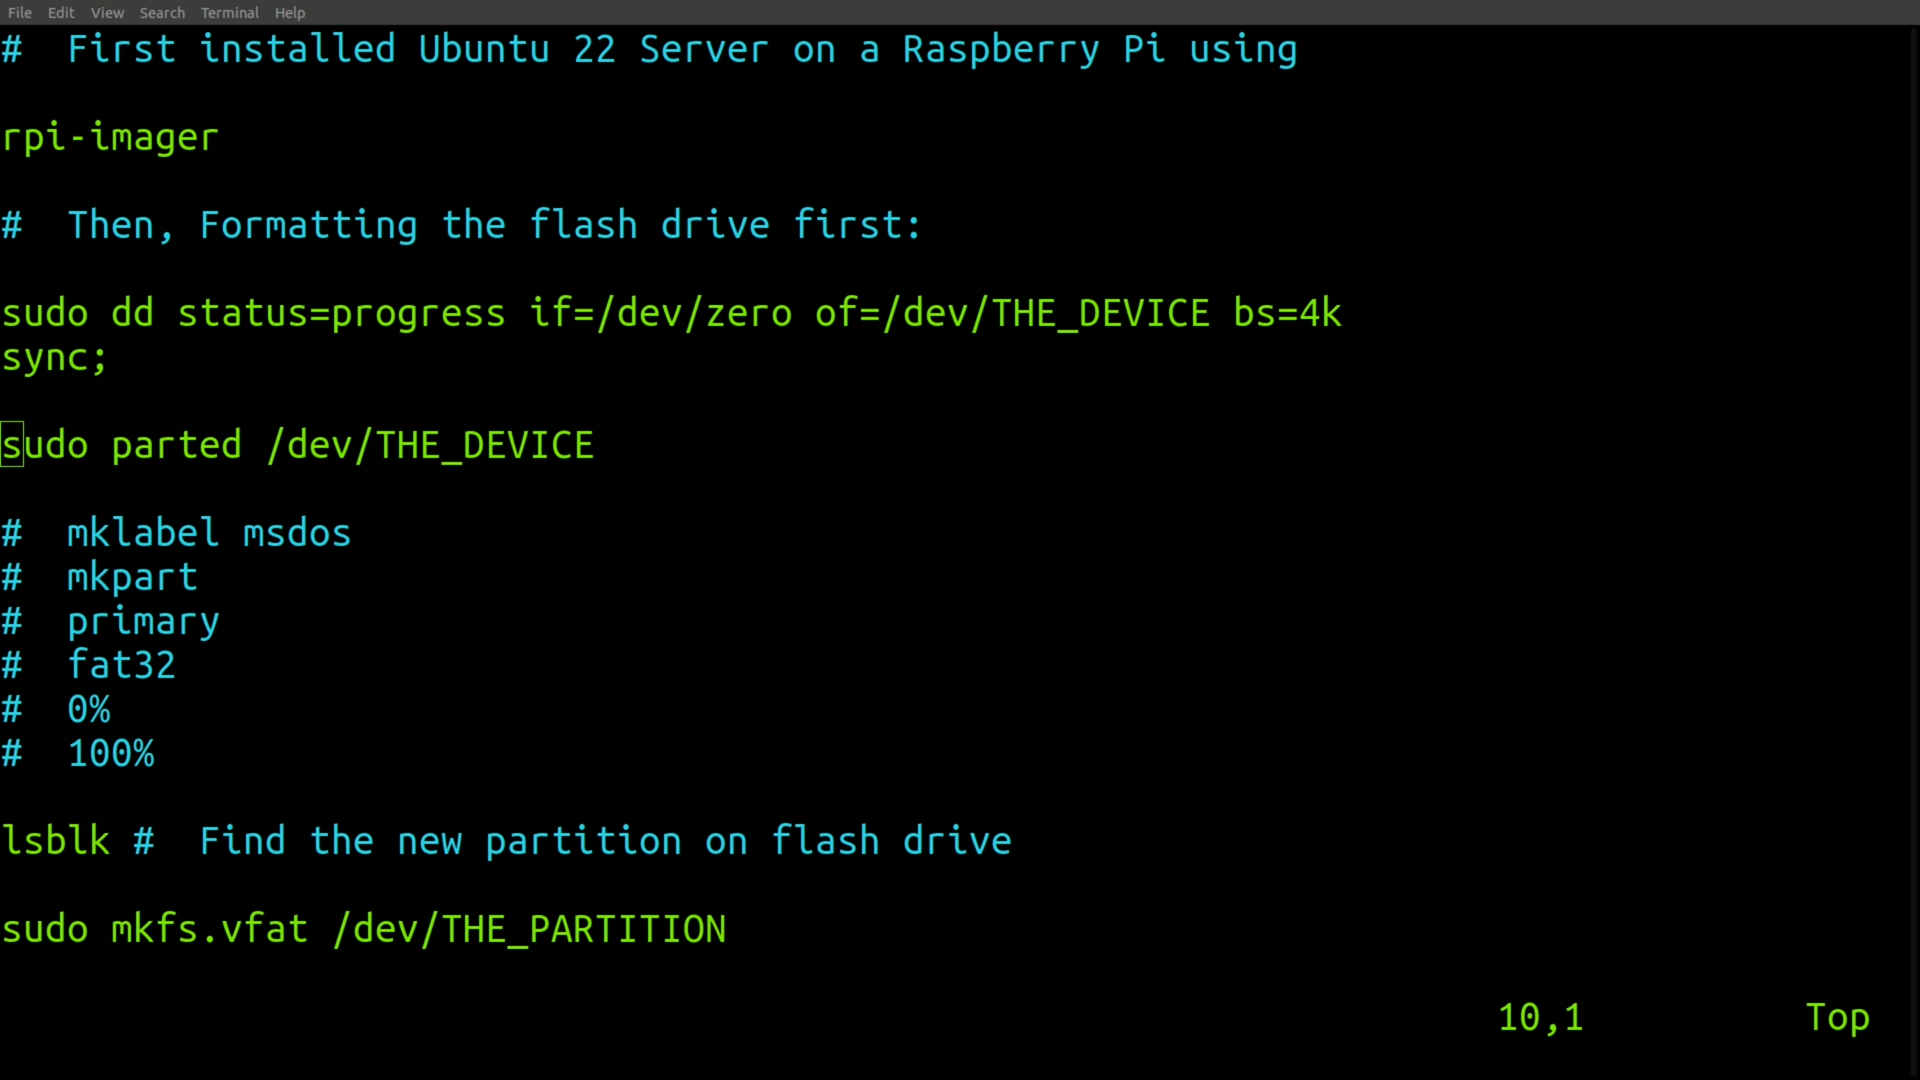 File Edit View Search Terminal Help
#  First installed Ubuntu 22 Server on a Raspberry Pi using
rpi-imager
#  Then, Formatting the flash drive first:
sudo dd status=progress if=/dev/zero of=/dev/THE_DEVICE bs=4k
sync;
sudo parted /dev/THE_DEVICE
#  mklabel msdos
#  mkpart
#  primary
#  fat32
#  0%
#  100%
lsblk #  Find the new partition on flash drive
sudo mkfs.vfat /dev/THE_PARTITION
10,1 Top